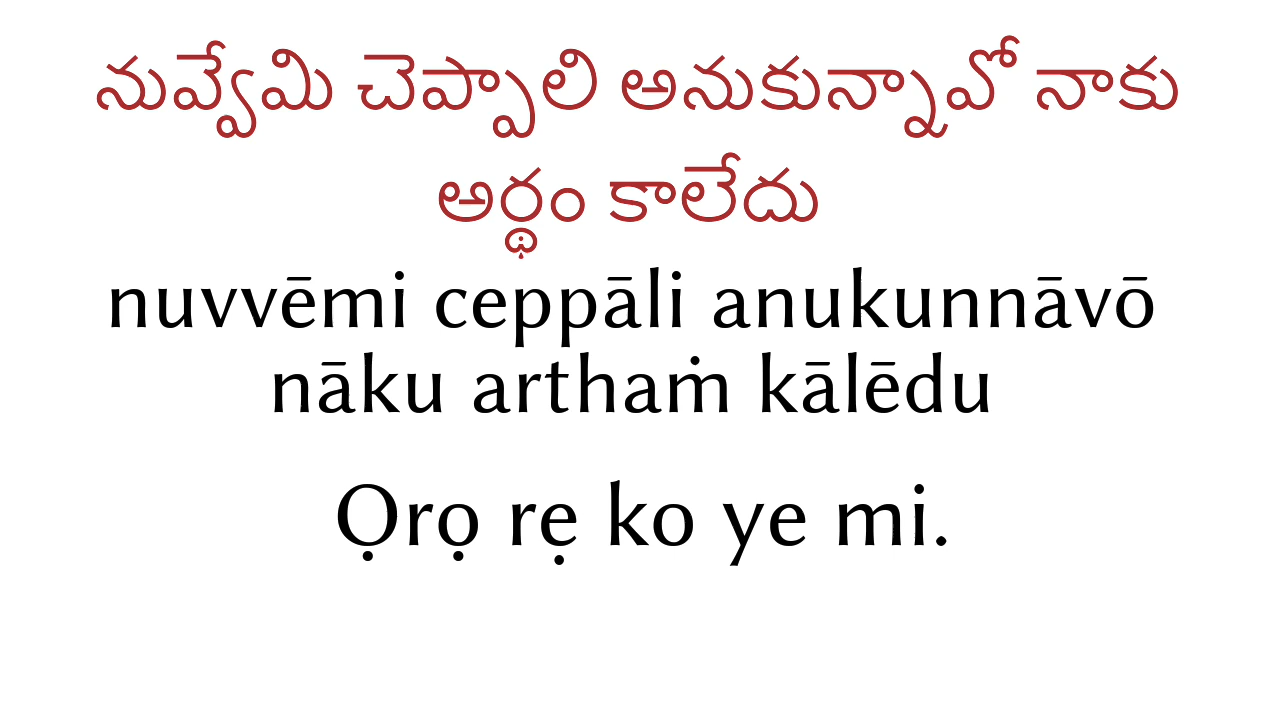 నువ్వేమి చెప్పాలి అనుకున్నావో నాకు
అర్థం కాలేదు
nuvvēmi ceppāli anukunnāvō
nāku arthaṁ kālēdu
Ọrọ rẹ ko ye mi.